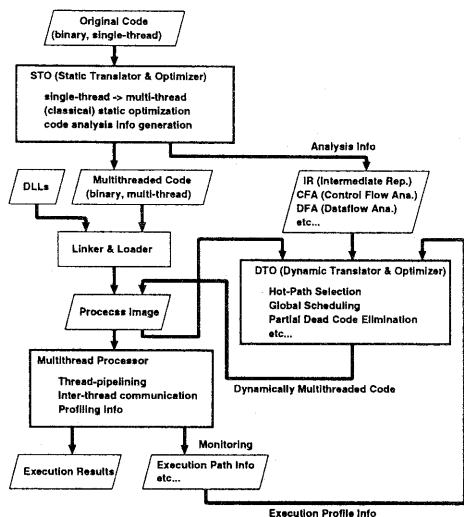 Original Code
(binary, single-thread)
STO (Static Translator & Optimizer)
single-thread -> multi-thread
(classical) static optimization
code analysis info generation
Analysis Info
DLLs
Multithreaded Code
(binary, multi-thread)
IR (Intermediate Rep.)
CFA (Control Flow Ana.)
DFA (Dataflow Ana.)
etc...
Linker & Loader
DTO (Dynamic Translator & Optimizer)
Hot-Path Selection
Global Scheduling
Partial Dead Code Elimination
etc...
Procecss Image
Multithread Processor
Thread-pipelining
Inter-thread communication
Profiling Info
Dynamically Multithreaded Code
Monitoring
Execution Results
Execution Path Info
etc...
Execution Profile Info